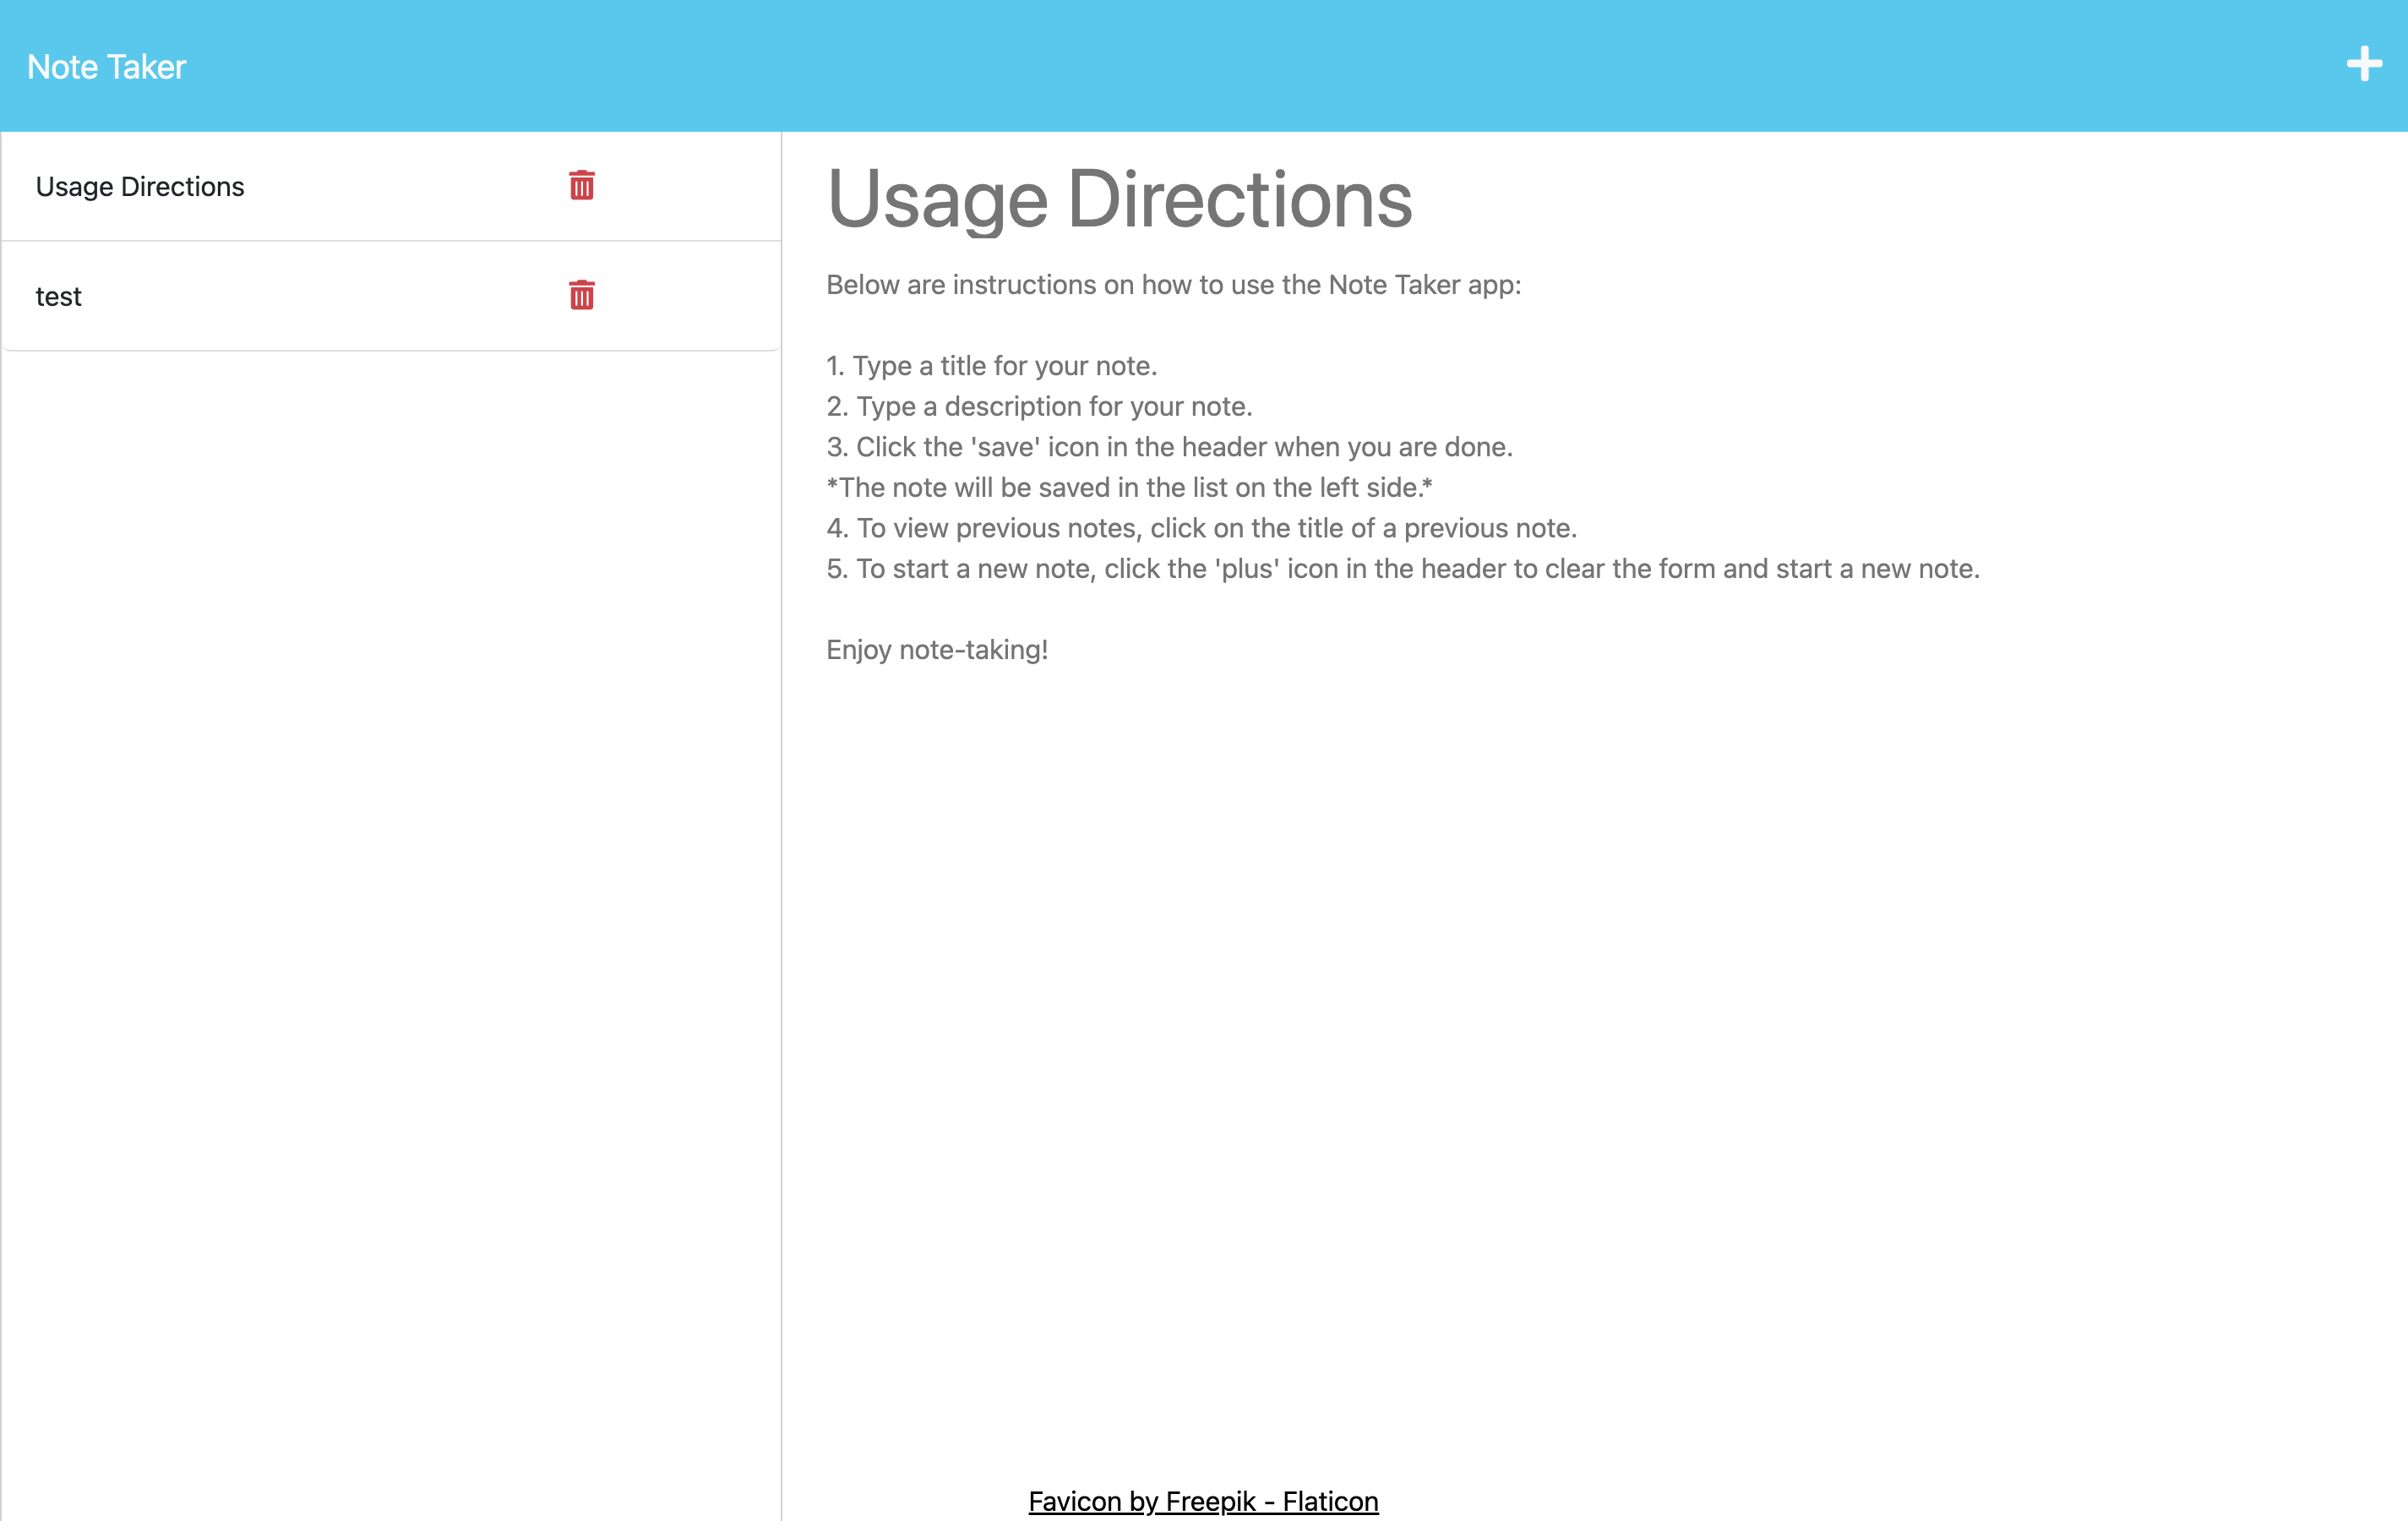 Note Taker
Usage Directions
test
Usage Directions
Below are instructions on how to use the Note Taker app:
1. Type a title for your note.
2. Type a description for your note.
3. Click the 'save' icon in the header when you are done.
*The note will be saved in the list on the left side.*
4. To view previous notes, click on the title of a previous note.
5. To start a new note, click the 'plus' icon in the header to clear the form and start a new note.
Enjoy note-taking!
Favicon by Freepik - Flaticon